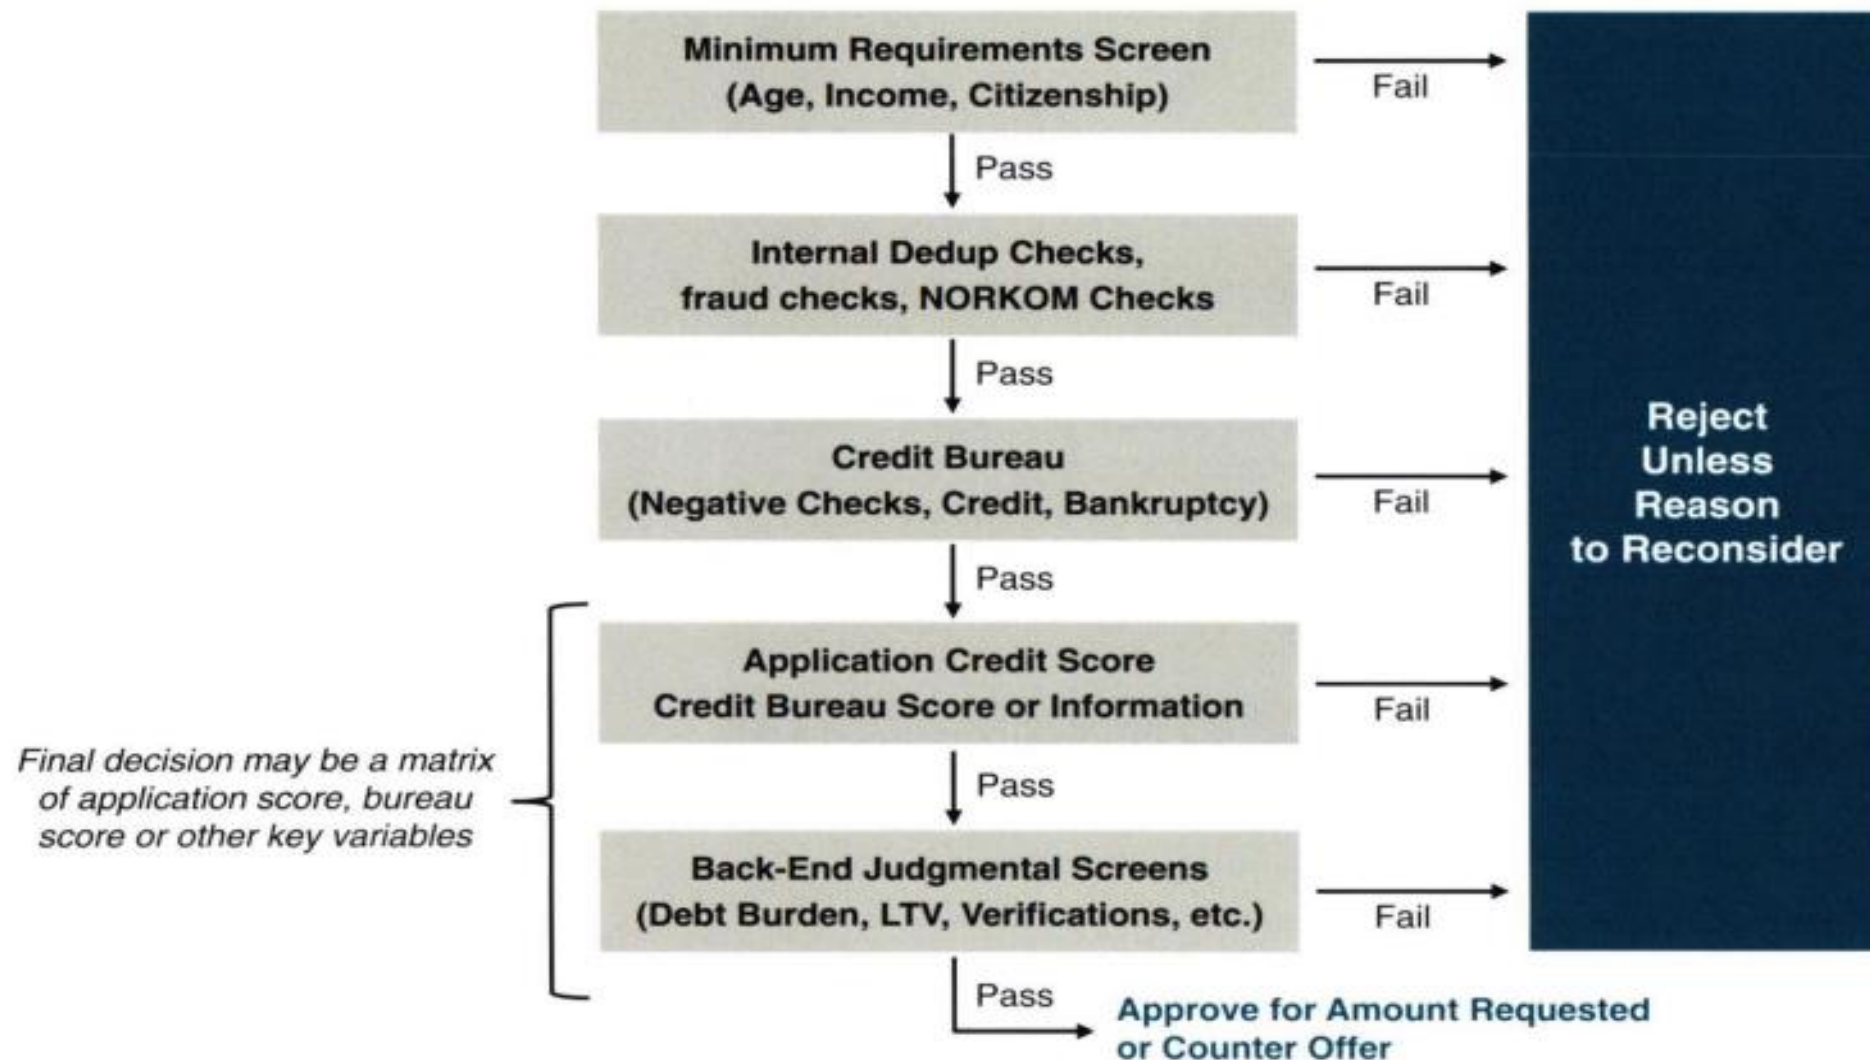 Minimum Requirements Screen
(Age, Income, Citizenship)
Fail
Pass
Internal Dedup Checks,
fraud checks, NORKOM Checks
Fail
Pass
Credit Bureau
(Negative Checks, Credit, Bankruptcy)
Fail
Pass
Application Credit Score
Credit Bureau Score or Information
Fail
Pass
Back-End Judgmental Screens
(Debt Burden, LTV, Verifications, etc.)
Fail
Pass
Approve for Amount Requested
or Counter Offer
Reject
Unless
Reason
to Reconsider
Final decision may be a matrix
of application score, bureau
score or other key variables